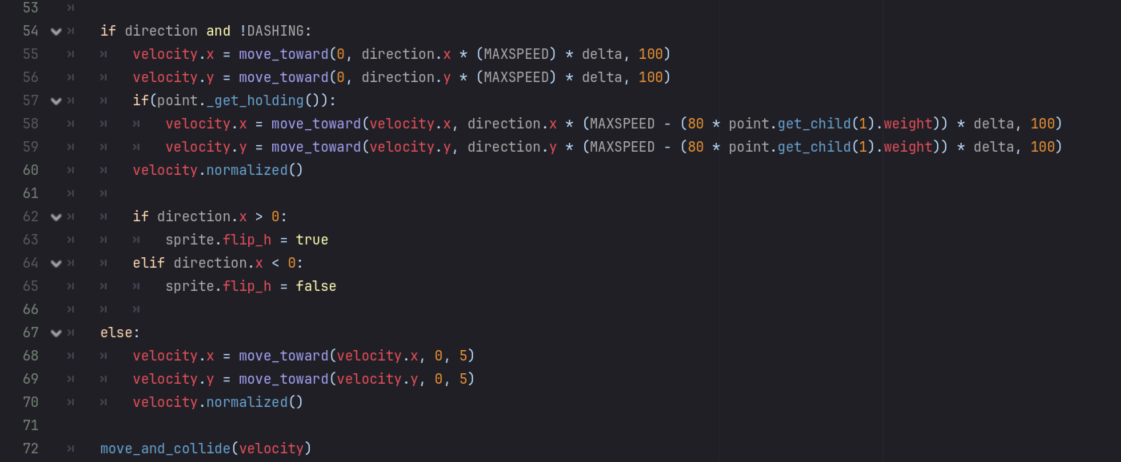 53
54 if direction and !DASHING:
55 velocity.x = move_toward(0, direction.x * (MAXSPEED) * delta, 100)
56 velocity.y = move_toward(0, direction.y * (MAXSPEED) * delta, 100)
57 if(point._get_holding()):
58 velocity.x = move_toward(velocity.x, direction.x * (MAXSPEED - (80 * point.get_child(1).weight)) * delta, 100)
59 velocity.y = move_toward(velocity.y, direction.y * (MAXSPEED - (80 * point.get_child(1).weight)) * delta, 100)
60 velocity.normalized()
61
62 if direction.x > 0:
63 sprite.flip_h = true
64 elif direction.x < 0:
65 sprite.flip_h = false
66
67 else:
68 velocity.x = move_toward(velocity.x, 0, 5)
69 velocity.y = move_toward(velocity.y, 0, 5)
70 velocity.normalized()
71
72 move_and_collide(velocity)